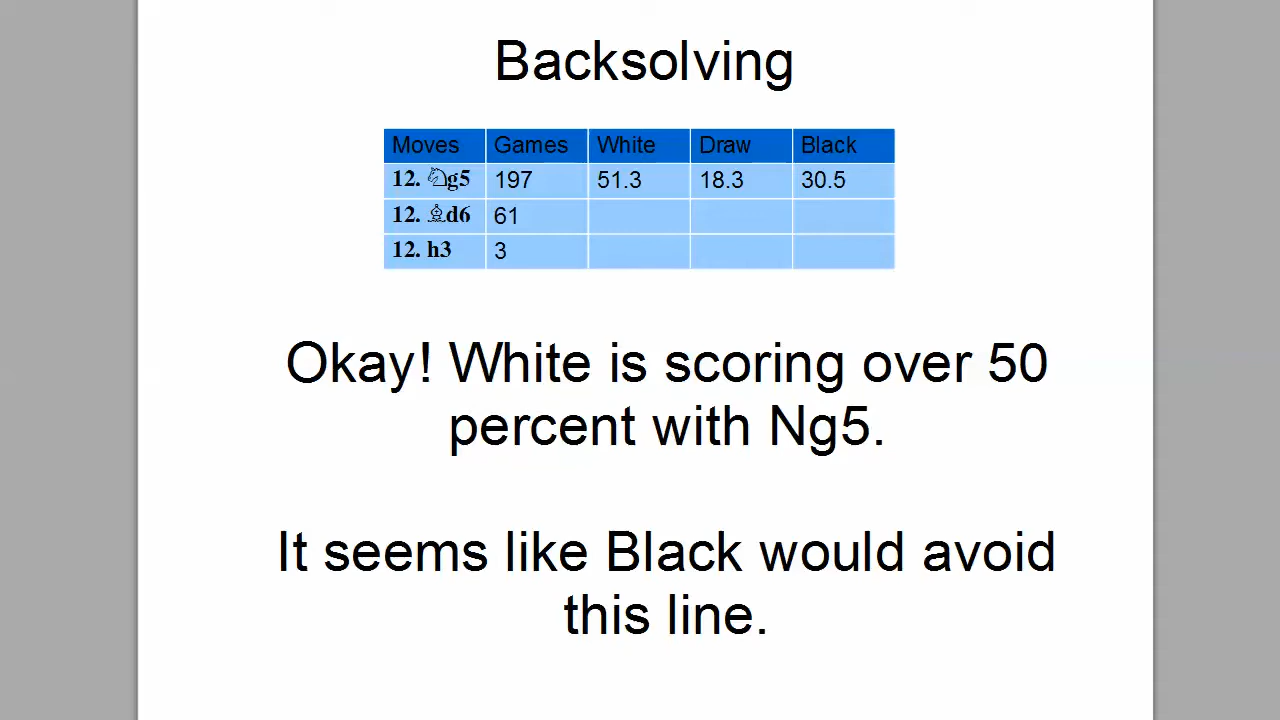 Backsolving
Moves Games White Draw Black
12. ♘g5 197 51.3 18.3 30.5
12. ♗d6 61
12. h3 3
Okay! White is scoring over 50
percent with Ng5.
It seems like Black would avoid
this line.